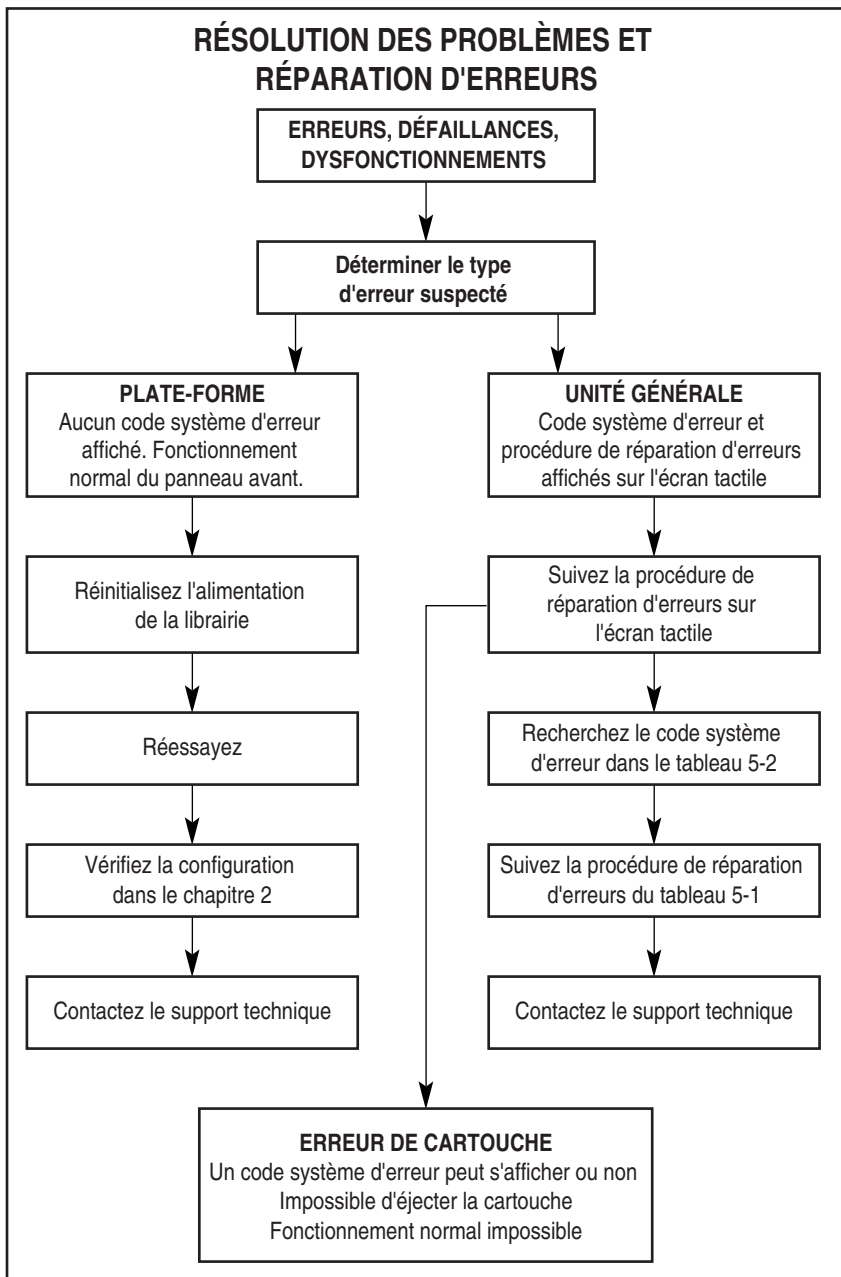 RÉSOLUTION DES PROBLÈMES ET
RÉPARATION D'ERREURS
ERREURS, DÉFAILLANCES,
DYSFONCTIONNEMENTS
Déterminer le type
d'erreur suspecté
PLATE-FORME
Aucun code système d'erreur
affiché. Fonctionnement
normal du panneau avant.
UNITÉ GÉNÉRALE
Code système d'erreur et
procédure de réparation d'erreurs
affichés sur l'écran tactile
Réinitialisez l'alimentation
de la librairie
Suivez la procédure de
réparation d'erreurs sur
l'écran tactile
Réessayez
Recherchez le code système
d'erreur dans le tableau 5-2
Vérifiez la configuration
dans le chapitre 2
Suivez la procédure de réparation
d'erreurs du tableau 5-1
Contactez le support technique
Contactez le support technique
ERREUR DE CARTOUCHE
Un code système d'erreur peut s'afficher ou non
Impossible d'éjecter la cartouche
Fonctionnement normal impossible